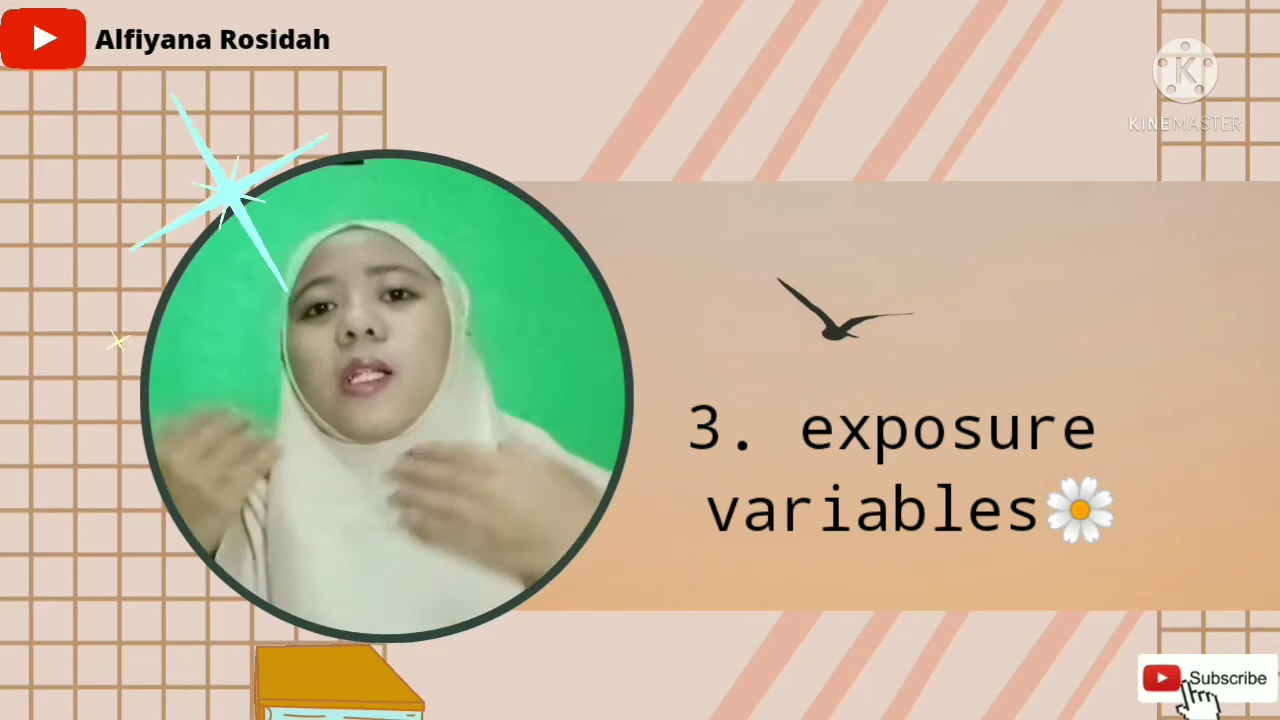 Alfiyana Rosidah
KINEMASTER
3. exposure
variables
Subscribe